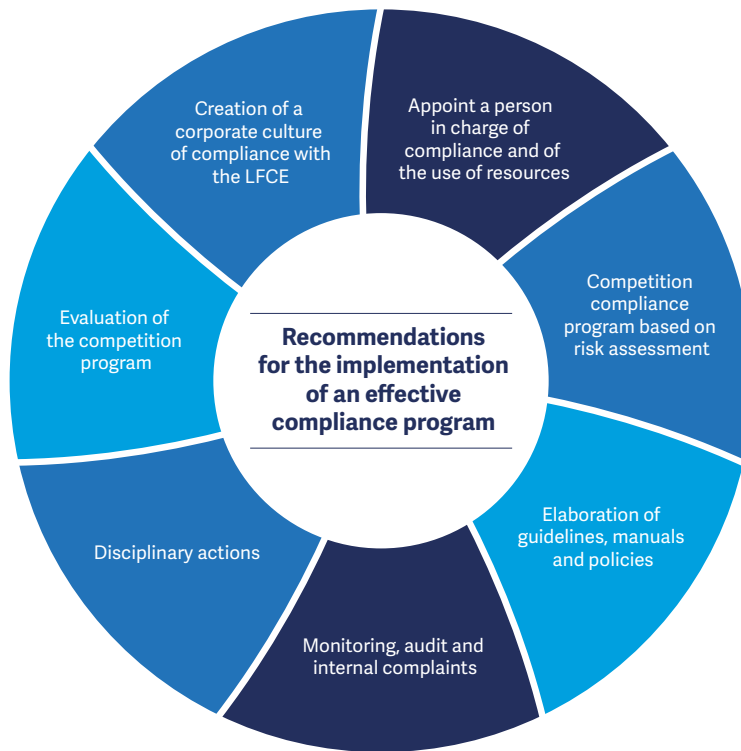 Creation of a
corporate culture
of compliance with
the LFCE
Appoint a person
in charge of
compliance and of
the use of resources
Competition
compliance
program based on
risk assessment
Elaboration of
guidelines, manuals
and policies
Monitoring, audit and
internal complaints
Disciplinary actions
Evaluation of
the competition
program
Recommendations
for the implementation
of an effective
compliance program